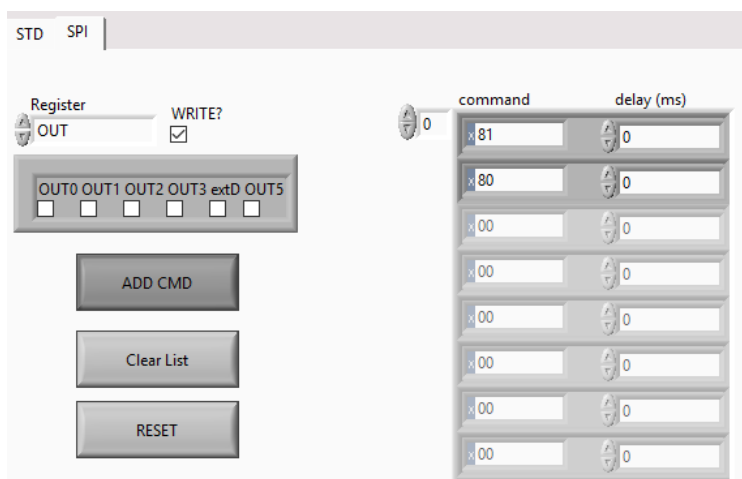 STD SPI
Register WRITE?
OUT
OUT0 OUT1 OUT2 OUT3 extD OUT5
ADD CMD
Clear List
RESET
command delay (ms)
0 x 81 0
x 80 0
x 00 0
x 00 0
x 00 0
x 00 0
x 00 0
x 00 0